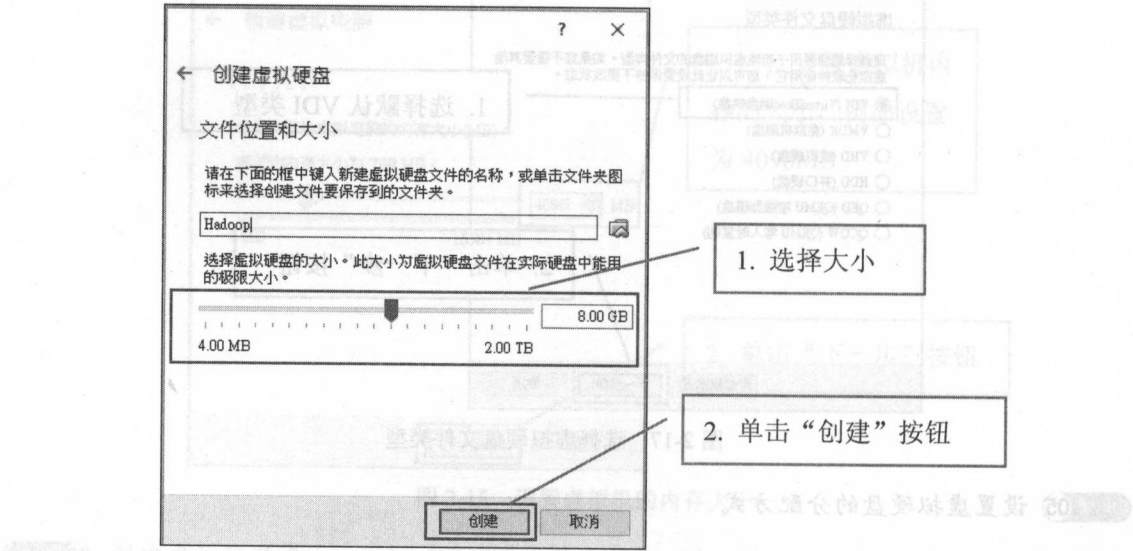 ? ×
← 创建虚拟硬盘
文件位置和大小
请在下面的框中键入新建虚拟硬盘文件的名称，或单击文件夹图
标来选择创建文件要保存到的文件夹。
Hadoop
选择虚拟硬盘的大小。此大小为虚拟硬盘文件在实际硬盘中能用
的极限大小。
8.00 GB
4.00 MB 2.00 TB
1. 选择大小
2. 单击“创建”按钮
创建 取消